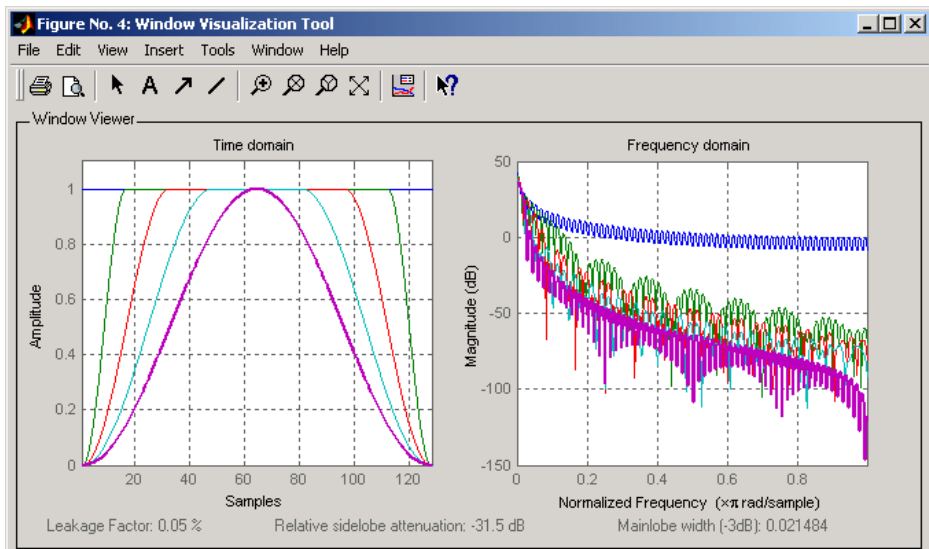 Figure No. 4: Window Visualization Tool
File Edit View Insert Tools Window Help
A
Window Viewer
Time domain
Frequency domain
Amplitude
1
0.8
0.6
0.4
0.2
0
20 40 60 80 100 120
Samples
Magnitude (dB)
50
0
-50
-100
-150
0 0.2 0.4 0.6 0.8
Normalized Frequency (×π rad/sample)
Leakage Factor: 0.05 % Relative sidelobe attenuation: -31.5 dB Mainlobe width (-3dB): 0.021484